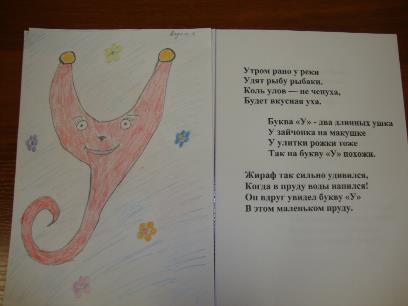 Утром рано у реки
Удят рыбу рыбаки,
Коль улов — не чепуха,
Будет вкусная уха.
Буква «У» - два длинных ушка
У зайчонка на макушке
У улитки рожки тоже
Так на букву «У» похожи.
Жираф так сильно удивился,
Когда в пруду воды напился!
Он вдруг увидел букву «У»
В этом маленьком пруду.